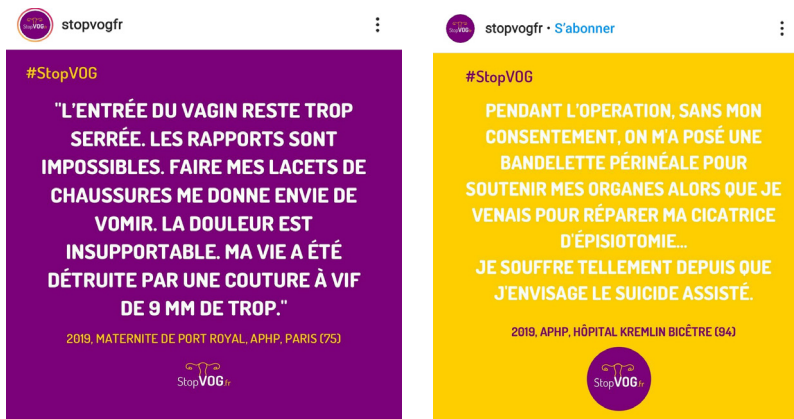 stopvogfr
#StopVOG
"L'ENTRÉE DU VAGIN RESTE TROP
SERRÉE. LES RAPPORTS SONT
IMPOSSIBLES. FAIRE MES LACETS DE
CHAUSSURES ME DONNE ENVIE DE
VOMIR. LA DOULEUR EST
INSUPPORTABLE. MA VIE A ÉTÉ
DÉTRUITE PAR UNE COUTURE À VIF
DE 9 MM DE TROP."
2019, MATERNITE DE PORT ROYAL, APHP, PARIS (75)
StopVOG.fr
stopvogfr • S'abonner
#StopVOG
PENDANT L'OPERATION, SANS MON
CONSENTEMENT, ON M'A POSÉ UNE
BANDELETTE PÉRINÉALE POUR
SOUTENIR MES ORGANES ALORS QUE JE
VENAIS POUR RÉPARER MA CICATRICE
D'ÉPISIOTOMIE...
JE SOUFFRE TELLEMENT DEPUIS QUE
J'ENVISAGE LE SUICIDE ASSISTÉ.
2019, APHP, HÔPITAL KREMLIN BICÊTRE (94)
StopVOG.fr